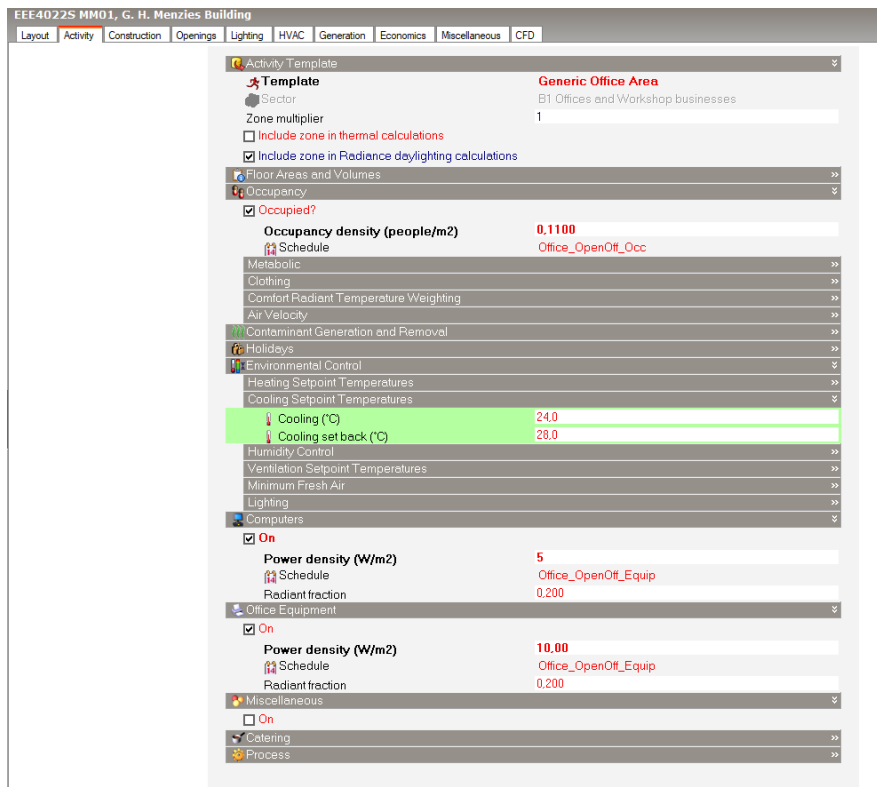 EEE4022S MM01, G. H. Menzies Building
Layout Activity Construction Openings Lighting HVAC Generation Economics Miscellaneous CFD
Activity Template
Template Generic Office Area
Sector B1 Offices and Workshop businesses
Zone multiplier 1
Include zone in thermal calculations
Include zone in Radiance daylighting calculations
Floor Areas and Volumes »
Occupancy
Occupied?
Occupancy density (people/m2) 0,1100
Schedule Office_OpenOff_Occ
Metabolic »
Clothing »
Comfort Radiant Temperature Weighting »
Air Velocity »
Contaminant Generation and Removal »
Holidays »
Environmental Control
Heating Setpoint Temperatures »
Cooling Setpoint Temperatures
Cooling (°C) 24,0
Cooling set back (°C) 28,0
Humidity Control »
Ventilation Setpoint Temperatures »
Minimum Fresh Air »
Lighting »
Computers
On
Power density (W/m2) 5
14 Schedule Office_OpenOff_Equip
Radiant fraction 0,200
Office Equipment
On
Power density (W/m2) 10,00
14 Schedule Office_OpenOff_Equip
Radiant fraction 0,200
Miscellaneous
On
Catering »
Process »